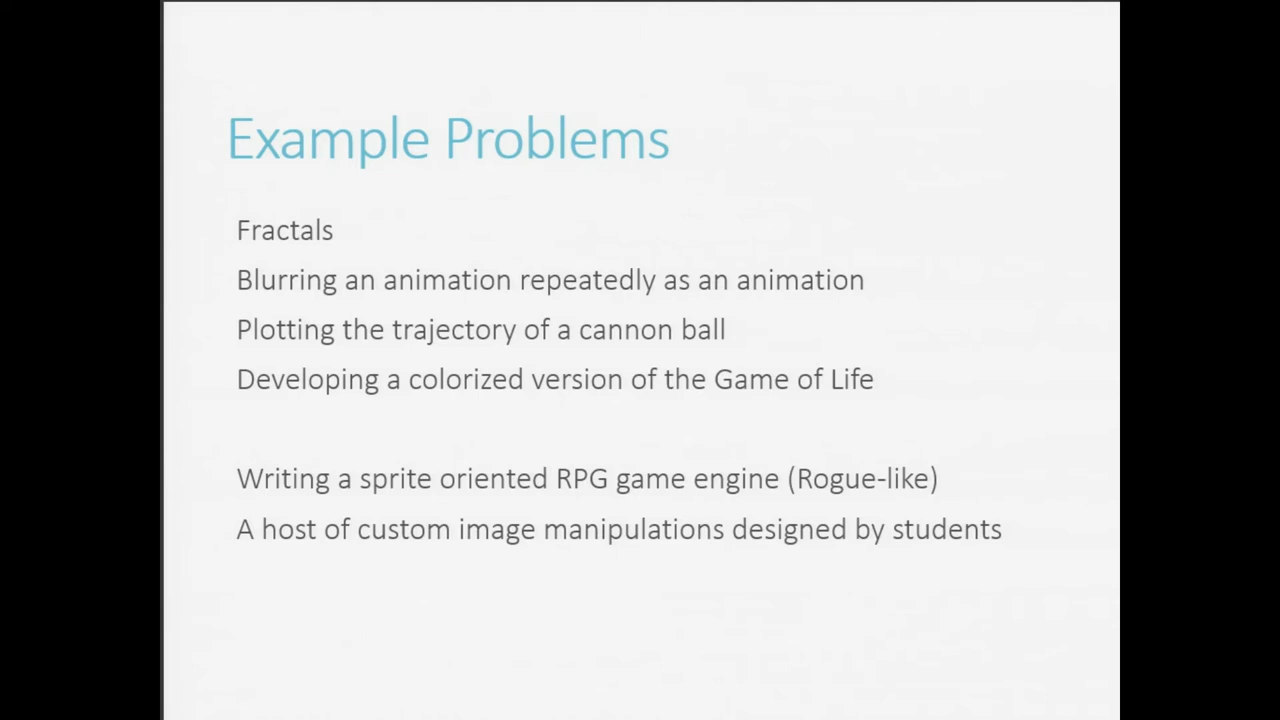 Example Problems
Fractals
Blurring an animation repeatedly as an animation
Plotting the trajectory of a cannon ball
Developing a colorized version of the Game of Life
Writing a sprite oriented RPG game engine (Rogue-like)
A host of custom image manipulations designed by students